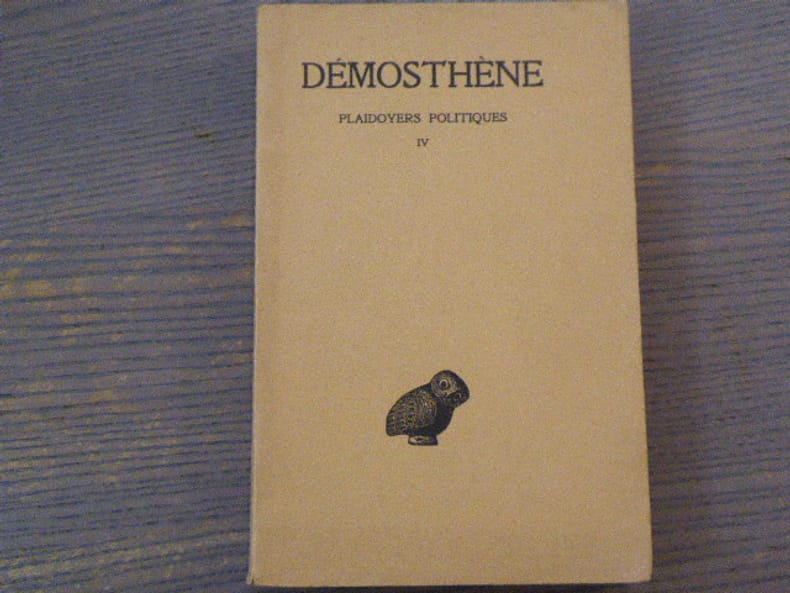 DÉMOSTHÈNE
PLAIDOYERS POLITIQUES
IV